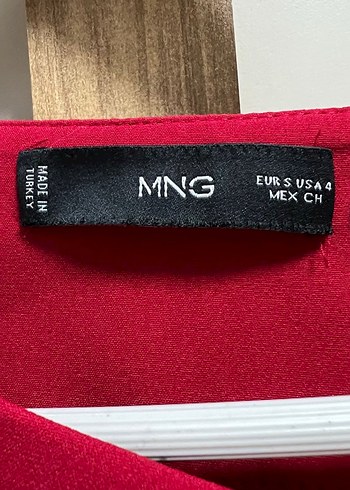 MADE IN
TURKEY
MNG
EUR S USA 4
MEX CH